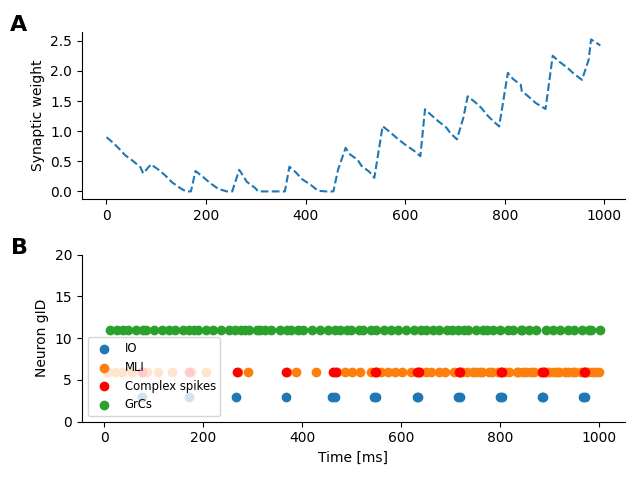 A
Synaptic weight
2.5
2.0
1.5
1.0
0.5
0.0
0 200 400 600 800 1000
B
Neuron gID
20
15
10
5
0
IO
MLI
Complex spikes
GrCs
0 200 400 600 800 1000
Time [ms]